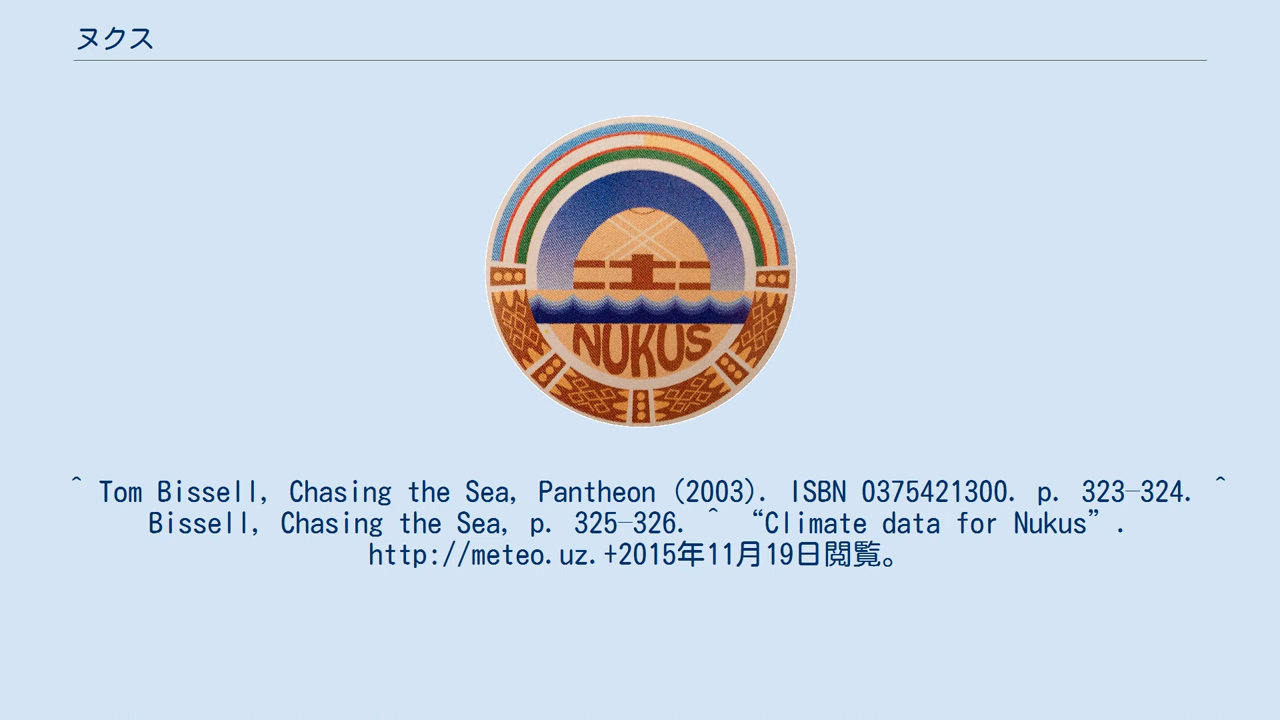 ヌクス
NUKUS
^ Tom Bissell, Chasing the Sea, Pantheon (2003). ISBN 0375421300. p. 323–324. ^
Bissell, Chasing the Sea, p. 325–326. ^ “Climate data for Nukus”.
http://meteo.uz.+2015年11月19日閲覧。